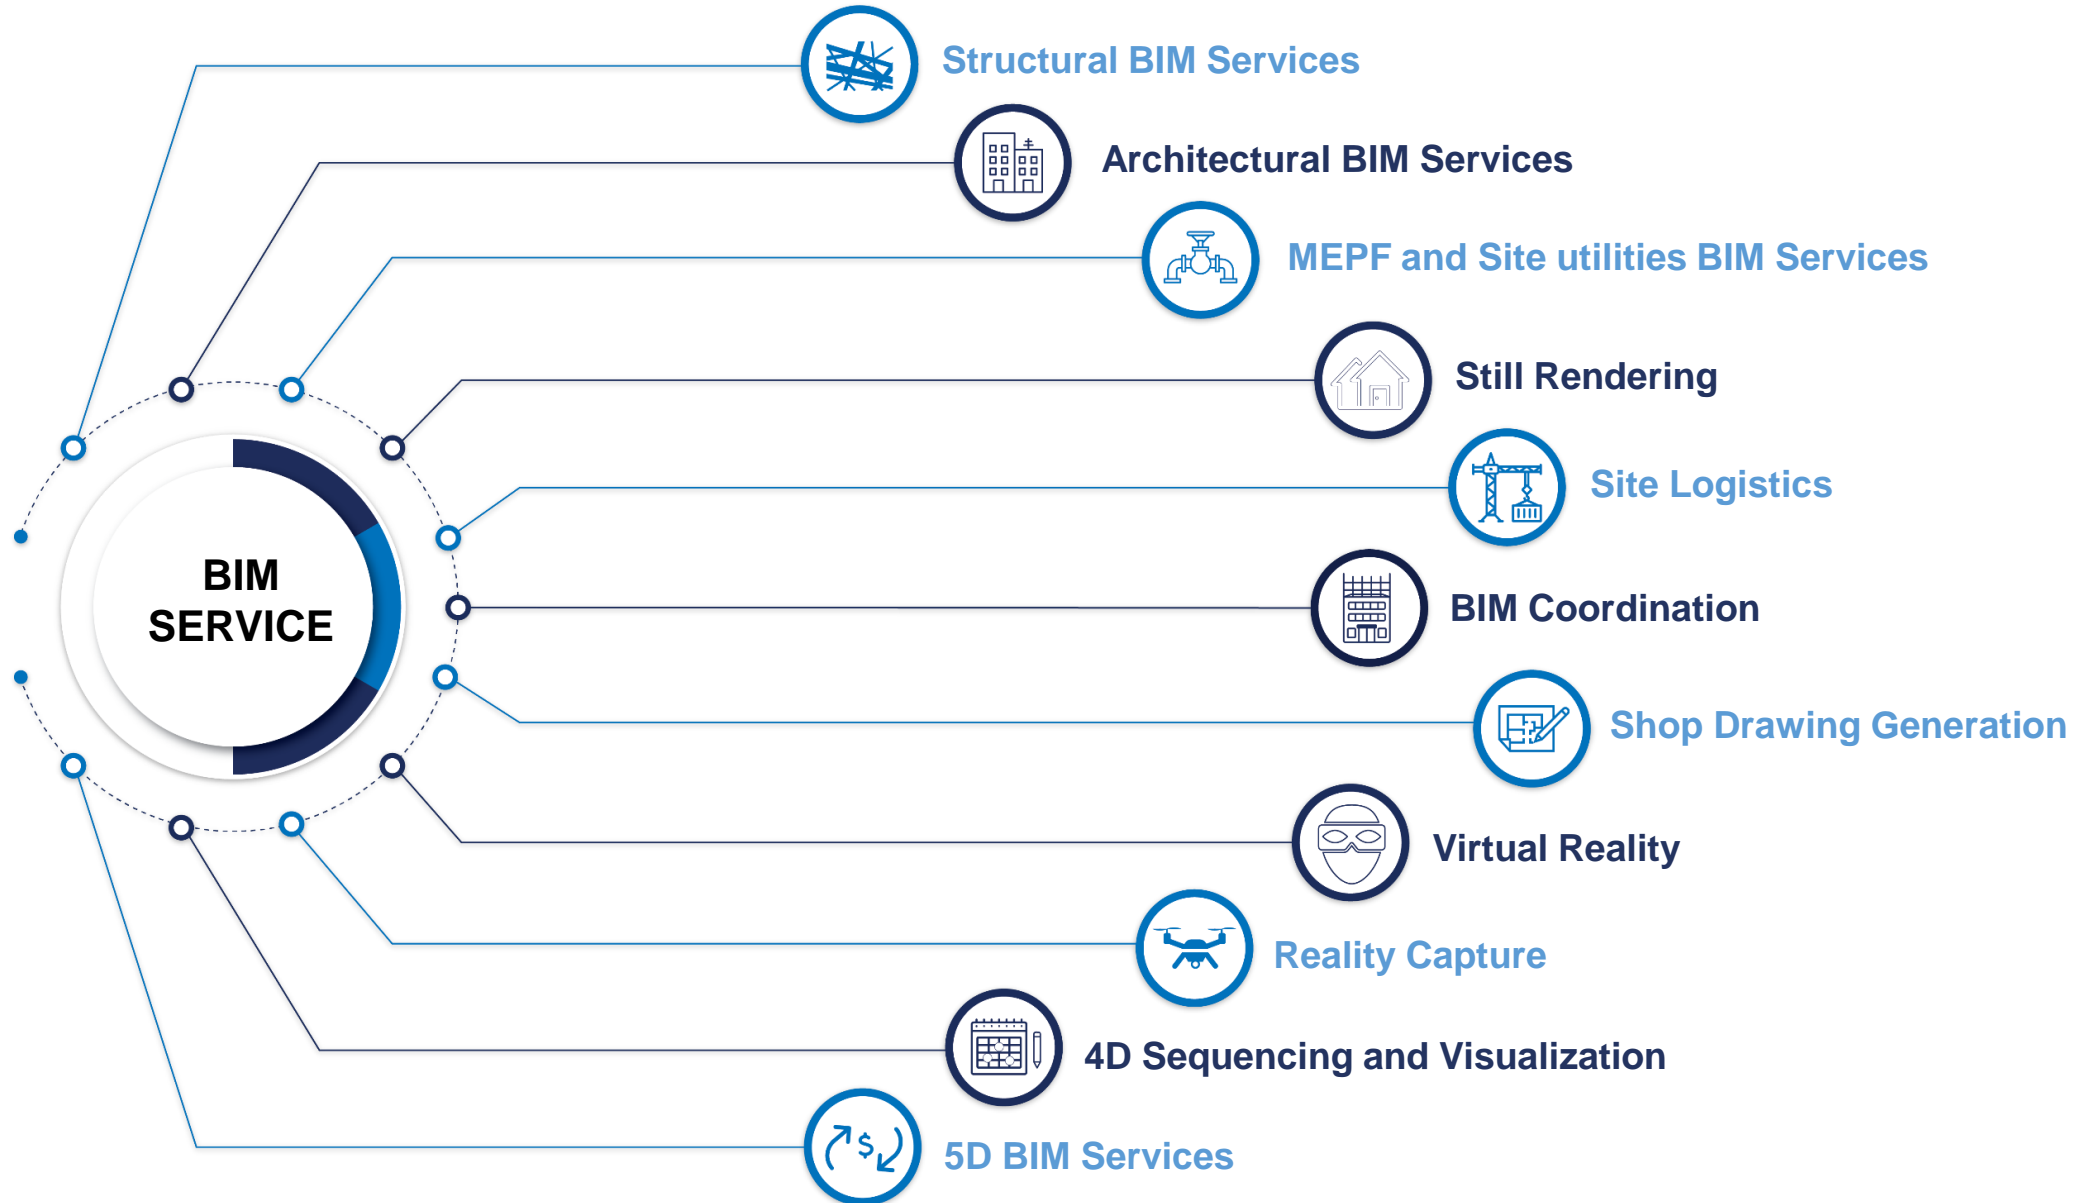 Structural BIM Services
Architectural BIM Services
MEPF and Site utilities BIM Services
Still Rendering
Site Logistics
BIM
SERVICE
BIM Coordination
Shop Drawing Generation
Virtual Reality
Reality Capture
4D Sequencing and Visualization
$
5D BIM Services